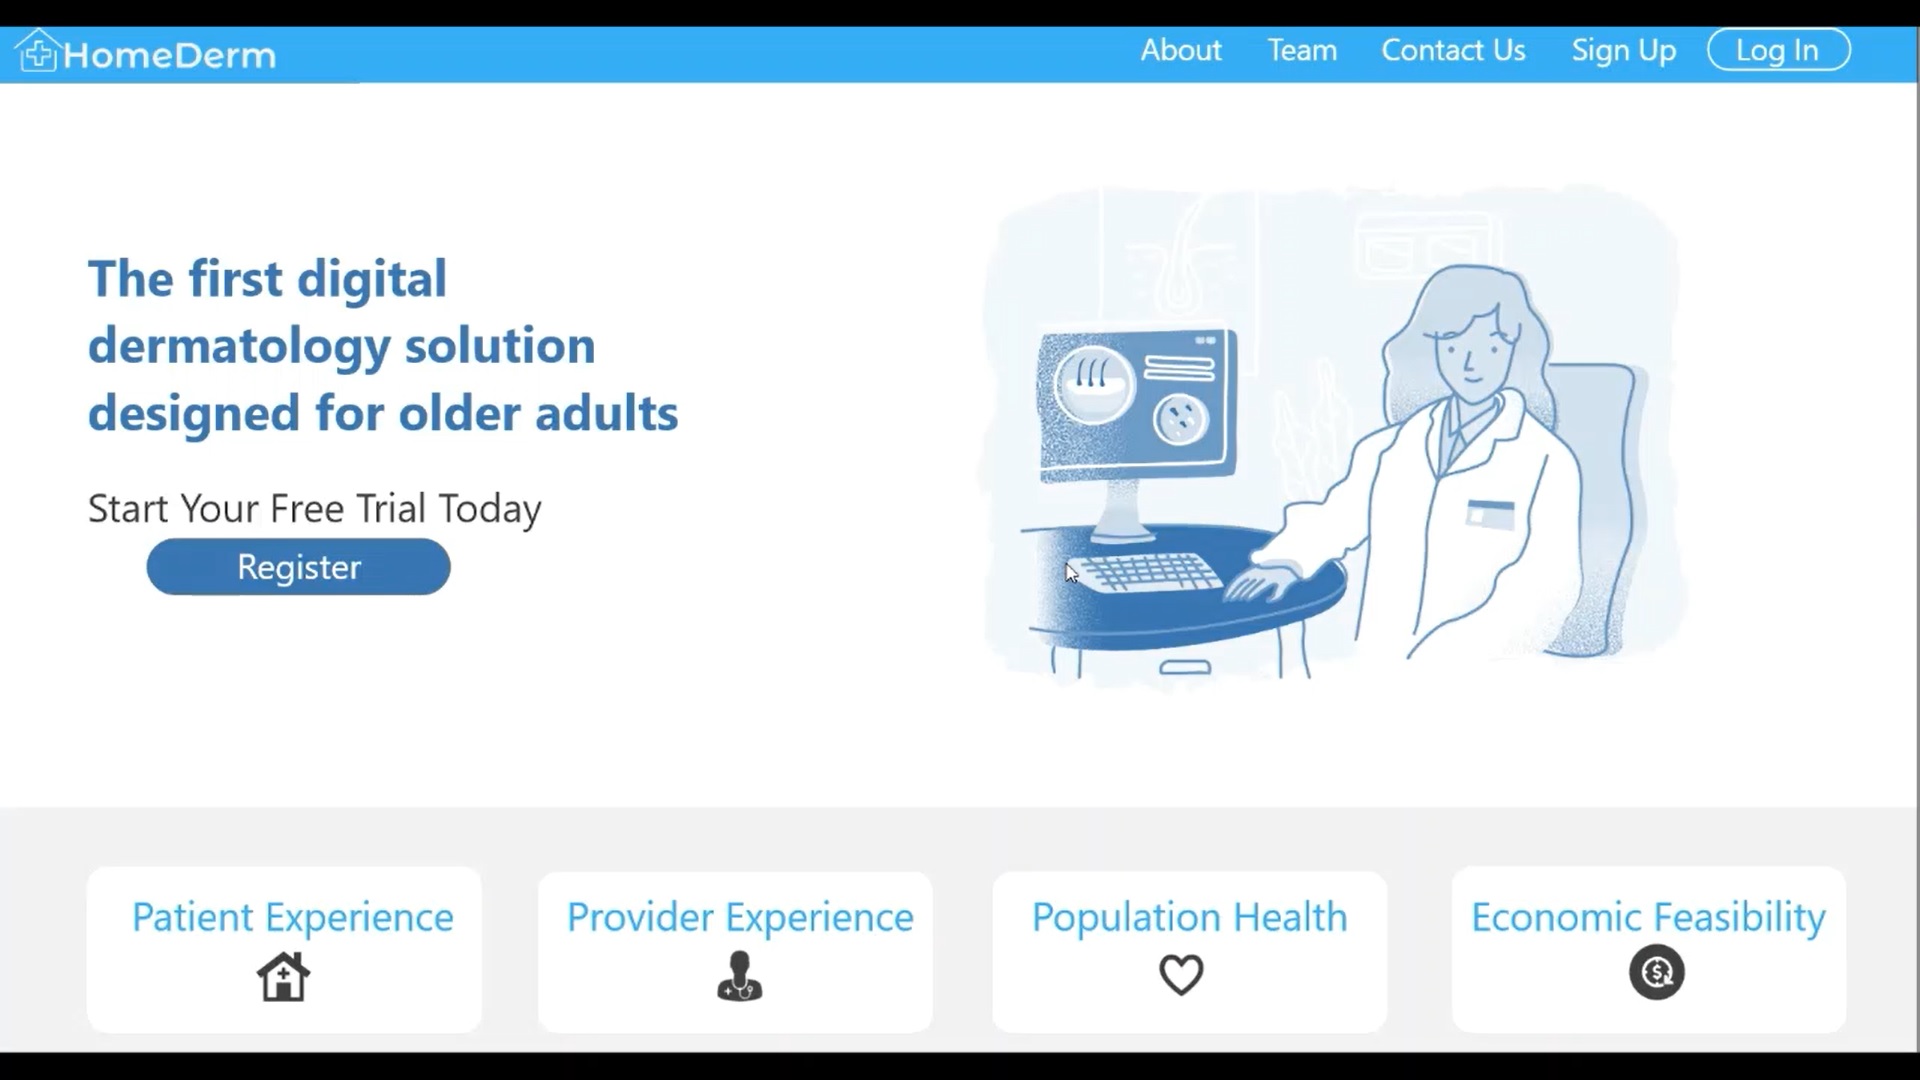 HomeDerm
About
Team
Contact Us
Sign Up
Log In
The first digital
dermatology solution
designed for older adults
Start Your Free Trial Today
Register
Patient Experience
Provider Experience
Population Health
Economic Feasibility